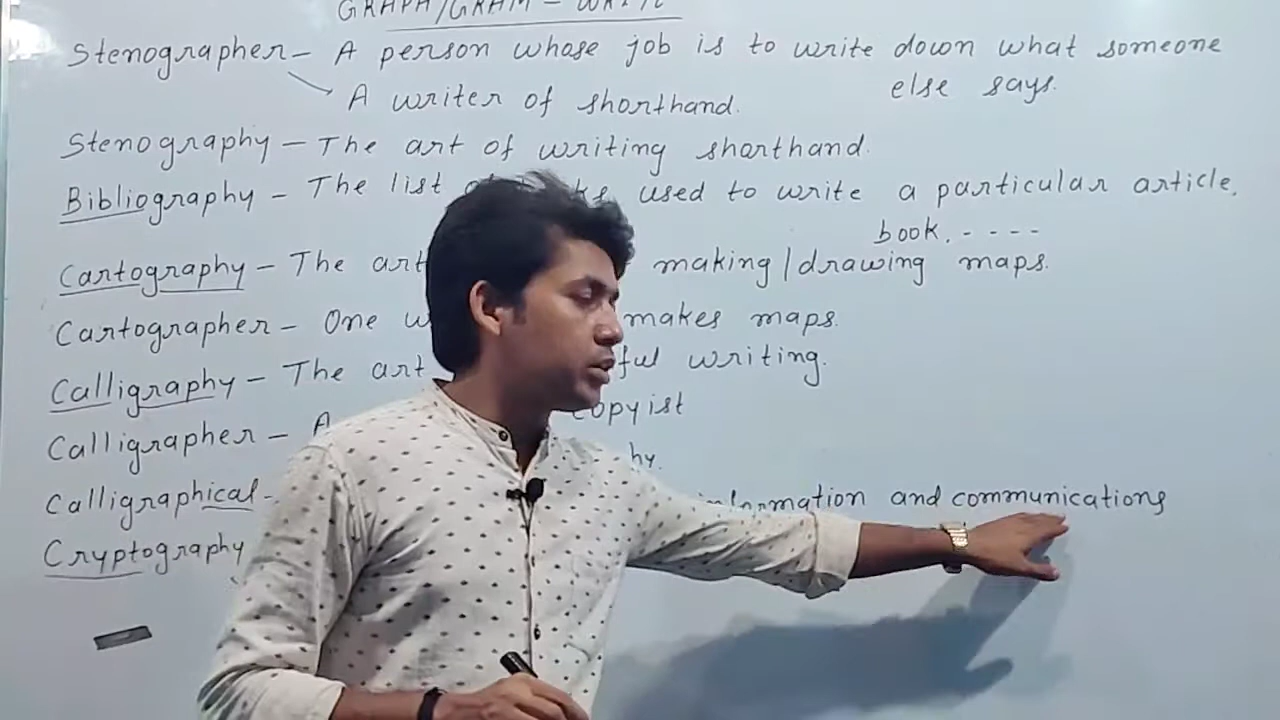 GRAPH/GRAM - WRITE
Stenographer - A person whose job is to write down what someone
else says.
A writer of shorthand.
Stenography - The art of writing shorthand.
Bibliography - The list used to write a particular article,
book. - - - -
Cartography - The art making/drawing maps.
Cartographer - One makes maps.
Calligraphy - The art writing.
Calligrapher - A copyist
Calligraphical -
information and communications
Cryptography